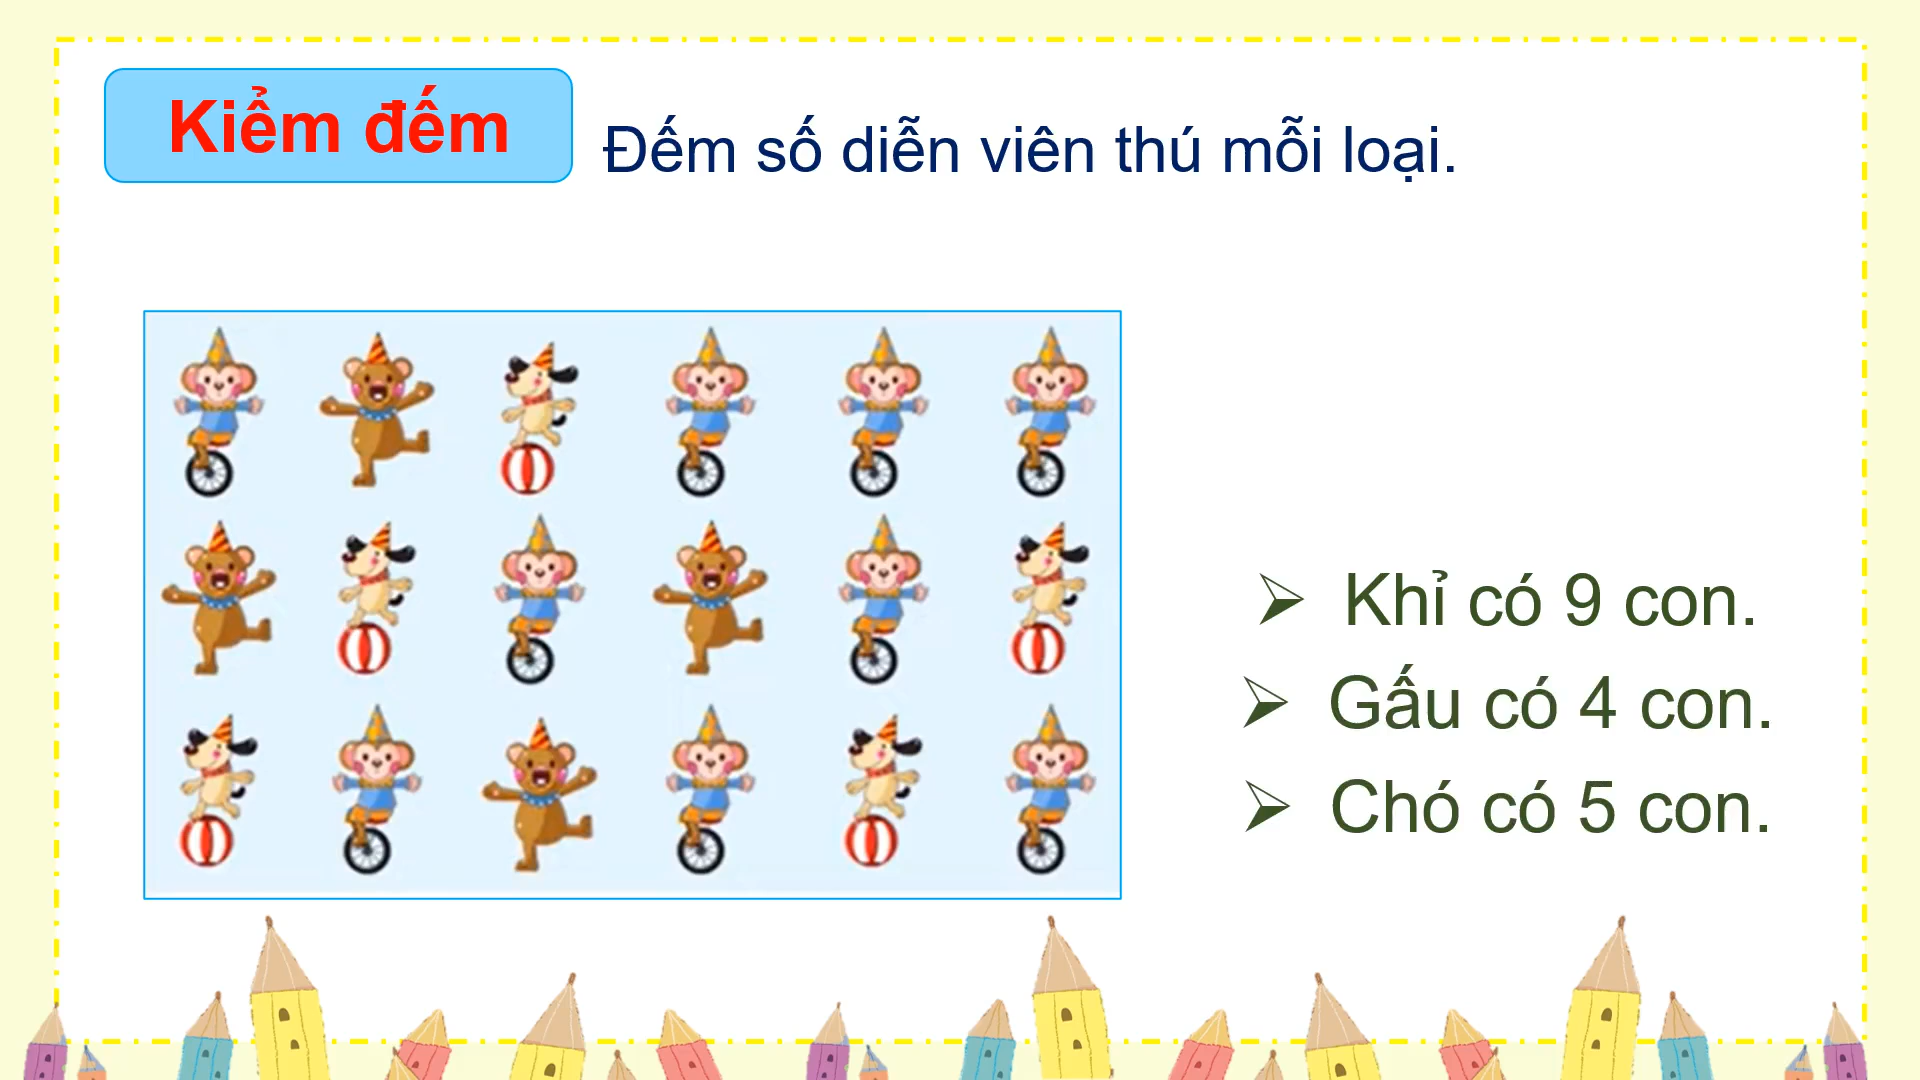 Kiểm đếm
Đếm số diễn viên thú mỗi loại.
Khỉ có 9 con.
Gấu có 4 con.
Chó có 5 con.